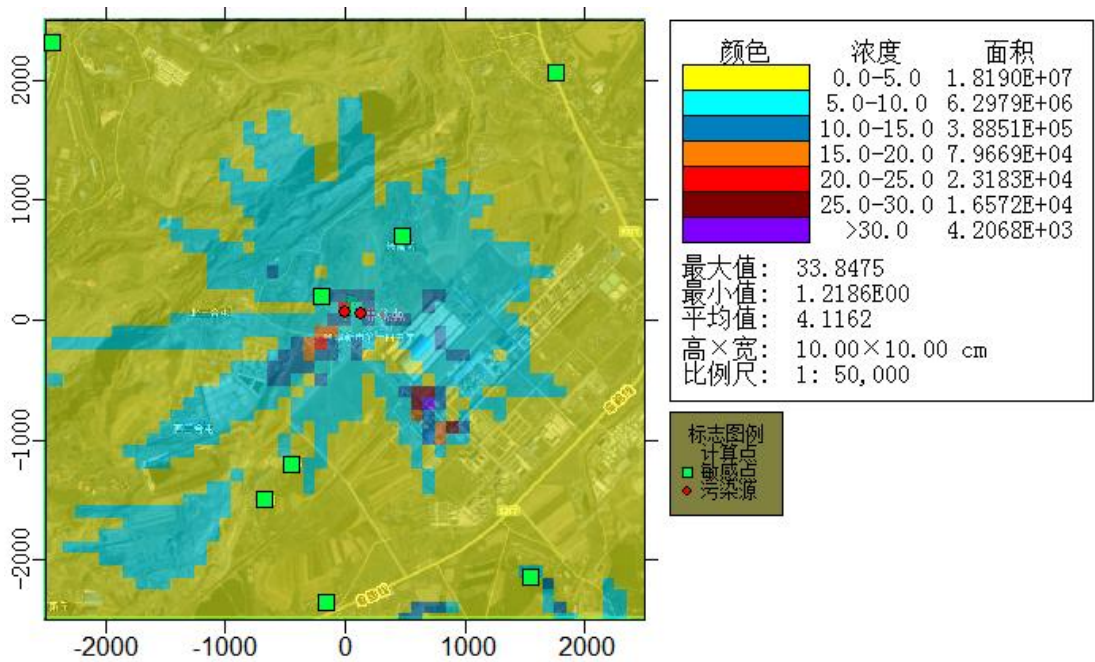 颜色 浓度 面积
0.0-5.0 1.8190E+07
5.0-10.0 6.2979E+06
10.0-15.0 3.8851E+05
15.0-20.0 7.9669E+04
20.0-25.0 2.3183E+04
25.0-30.0 1.6572E+04
>30.0 4.2068E+03
最大值: 33.8475
最小值: 1.2186E00
平均值: 4.1162
高×宽: 10.00×10.00 cm
比例尺: 1: 50,000
标志图例
计算点
敏感点
污染源
2000
1000
0
-1000
-2000
-2000 -1000 0 1000 2000